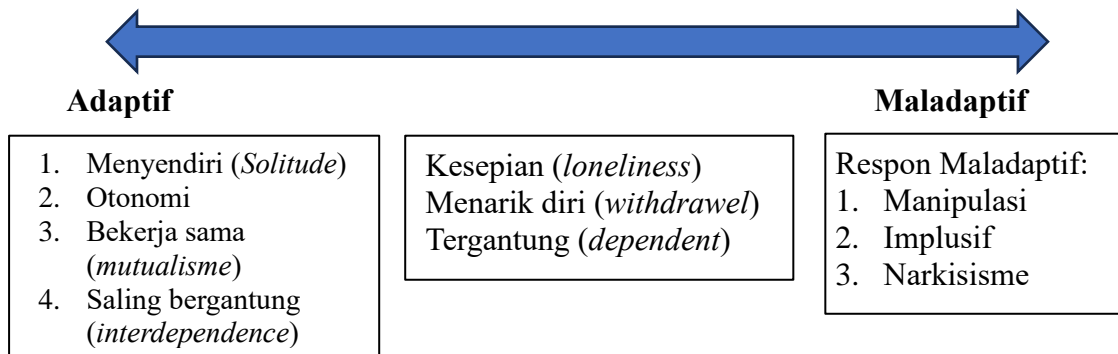 Adaptif
Maladaptif
1. Menyendiri (Solitude)
2. Otonomi
3. Bekerja sama
(mutualisme)
4. Saling bergantung
(interdependence)
Kesepian (loneliness)
Menarik diri (withdrawel)
Tergantung (dependent)
Respon Maladaptif:
1. Manipulasi
2. Implusif
3. Narkisisme